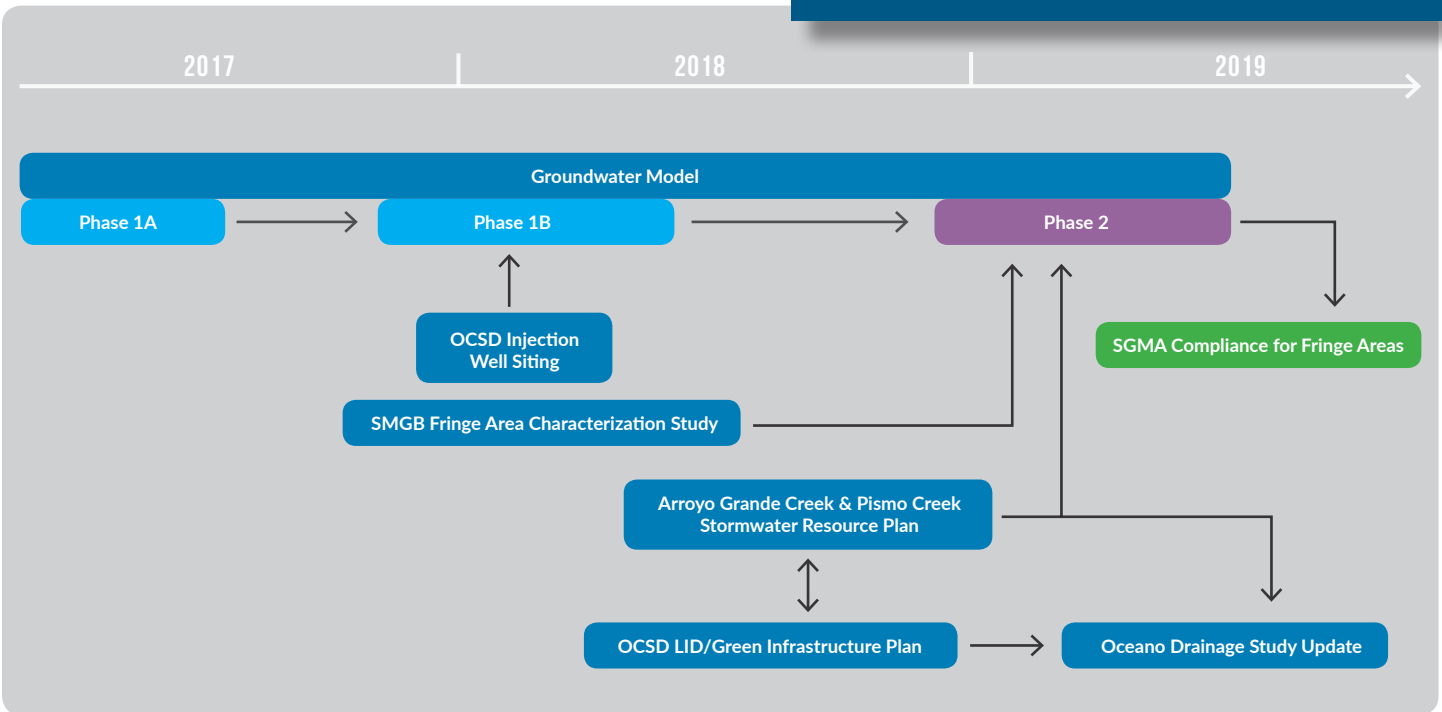 2017
2018
2019
Groundwater Model
Phase 1A
Phase 1B
Phase 2
OCSD Injection
Well Siting
SGMA Compliance for Fringe Areas
SMGB Fringe Area Characterization Study
Arroyo Grande Creek & Pismo Creek
Stormwater Resource Plan
OCSD LID/Green Infrastructure Plan
Oceano Drainage Study Update